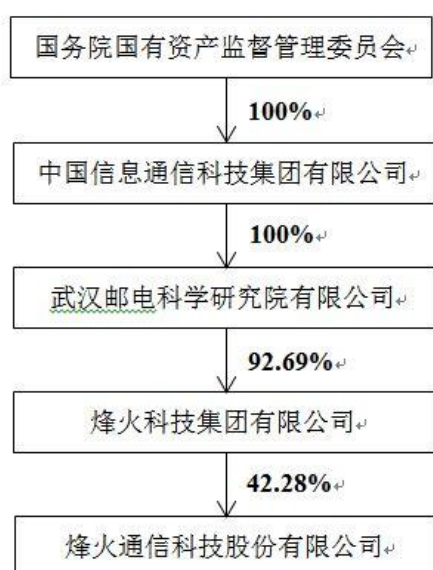 国务院国有资产监督管理委员会
100%
中国信息通信科技集团有限公司
100%
武汉邮电科学研究院有限公司
92.69%
烽火科技集团有限公司
42.28%
烽火通信科技股份有限公司